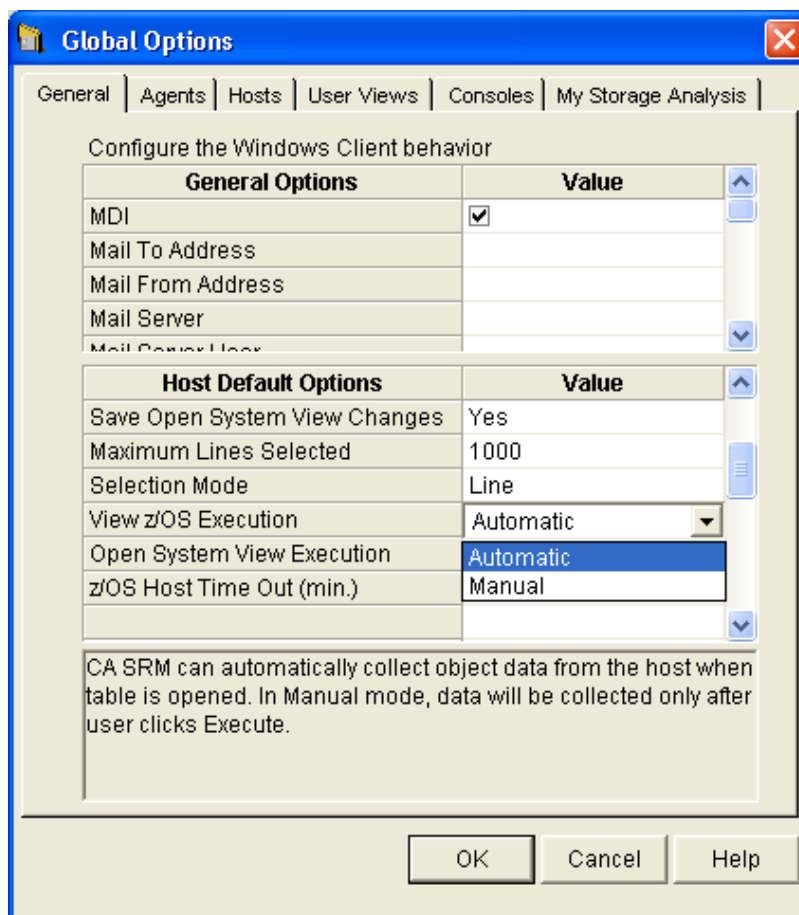 Global Options
General Agents Hosts User Views Consoles My Storage Analysis
Configure the Windows Client behavior
General Options Value
MDI
Mail To Address
Mail From Address
Mail Server
Mail Server User
Host Default Options Value
Save Open System View Changes Yes
Maximum Lines Selected 1000
Selection Mode Line
View z/OS Execution Automatic
Open System View Execution Automatic
z/OS Host Time Out (min.) Manual
CA SRM can automatically collect object data from the host when
table is opened. In Manual mode, data will be collected only after
user clicks Execute.
OK Cancel Help